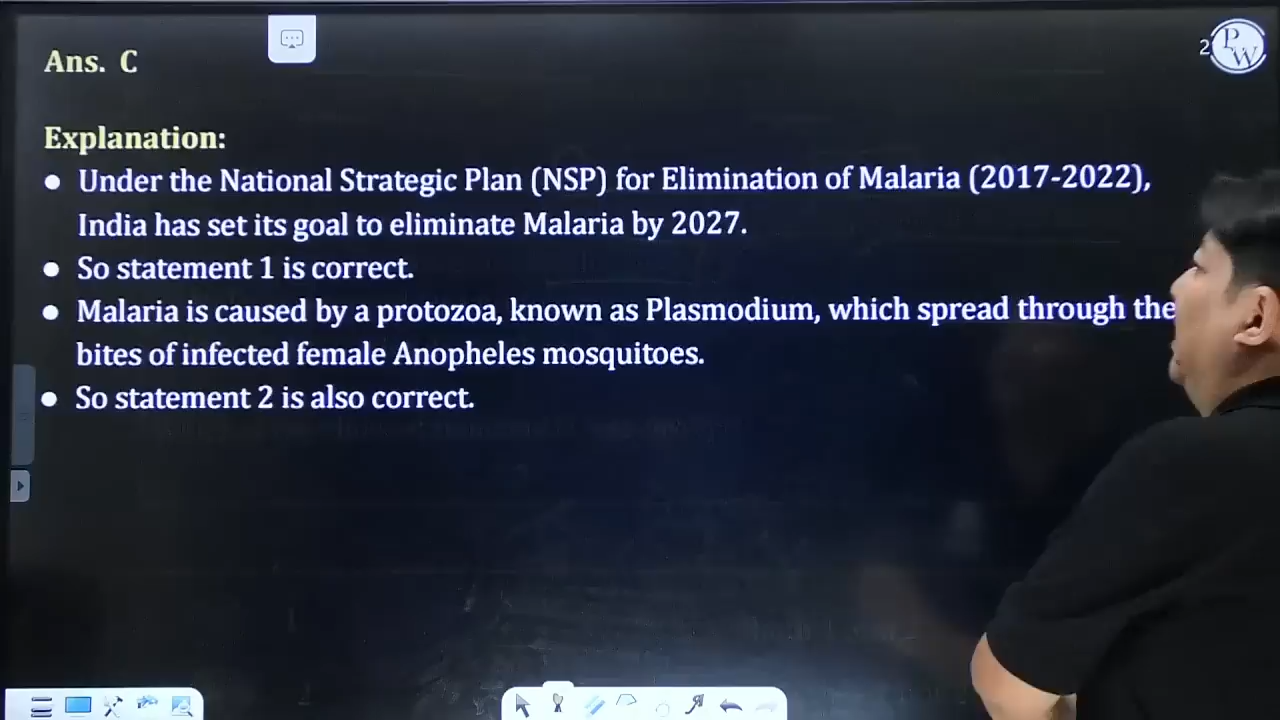 Ans. C
2
PW
Explanation:
● Under the National Strategic Plan (NSP) for Elimination of Malaria (2017-2022),
India has set its goal to eliminate Malaria by 2027.
● So statement 1 is correct.
● Malaria is caused by a protozoa, known as Plasmodium, which spread through the
bites of infected female Anopheles mosquitoes.
● So statement 2 is also correct.